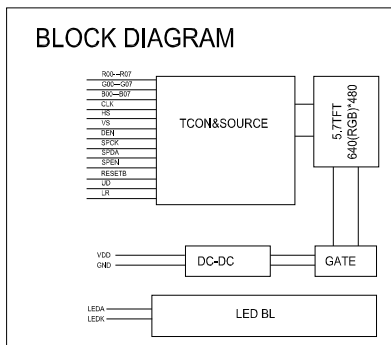 BLOCK DIAGRAM
R00—R07
G00—G07
B00—B07
CLK
HS
VS
DEN
SPCK
SPDA
SPEN
RESETB
UD
LR
TCON&SOURCE
5.7TFT
640(RGB)*480
VDD
GND
DC-DC
GATE
LEDA
LEDK
LED BL